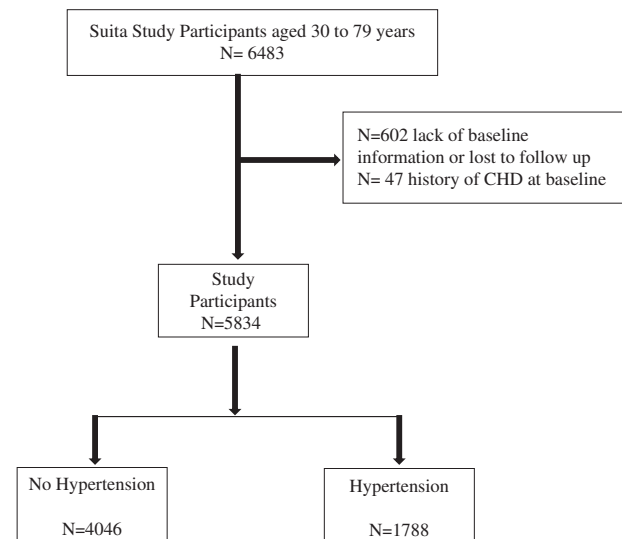 Suita Study Participants aged 30 to 79 years
N= 6483
N=602 lack of baseline
information or lost to follow up
N= 47 history of CHD at baseline
Study
Participants
N=5834
No Hypertension
N=4046
Hypertension
N=1788